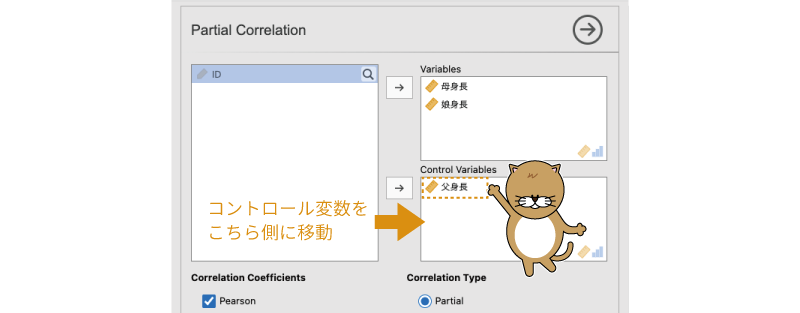 Partial Correlation
ID
Variables
母身長
娘身長
Control Variables
父身長
コントロール変数を
こちら側に移動
Correlation Coefficients
Correlation Type
Pearson
Partial